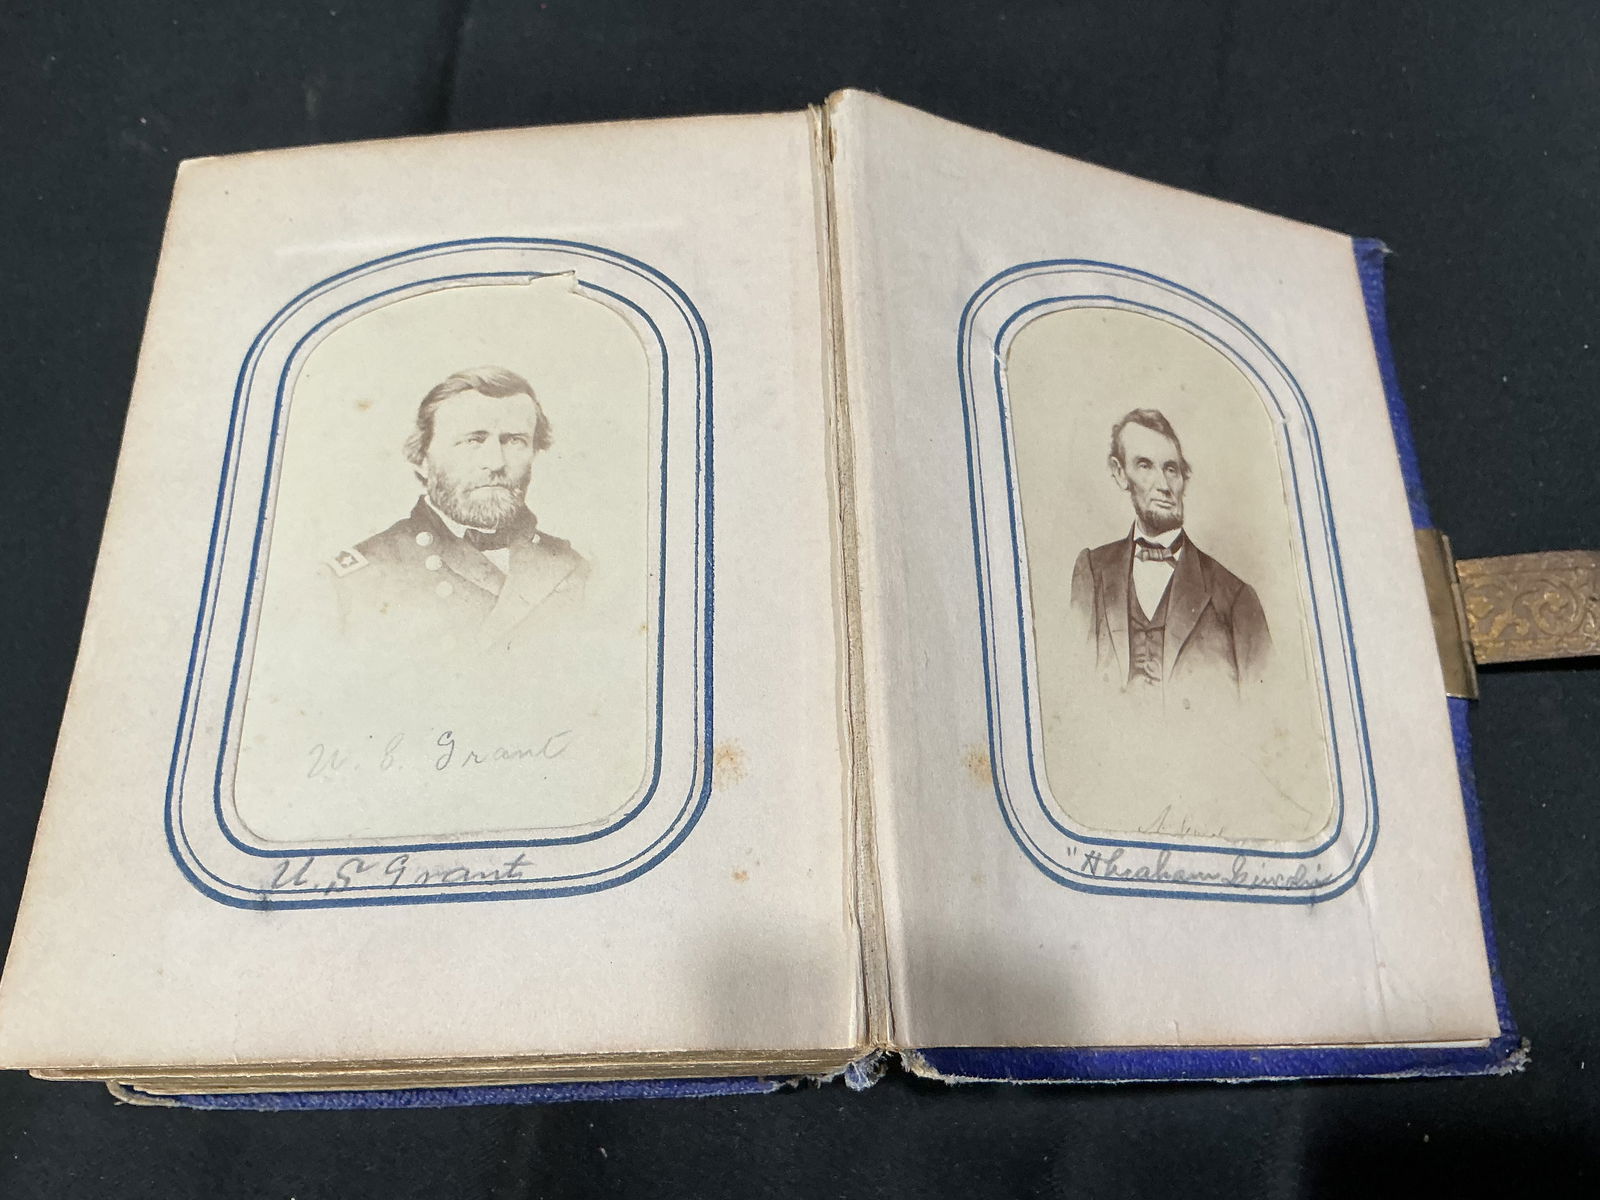 U. S. Grant
U. S. Grant
"Abraham Lincoln"